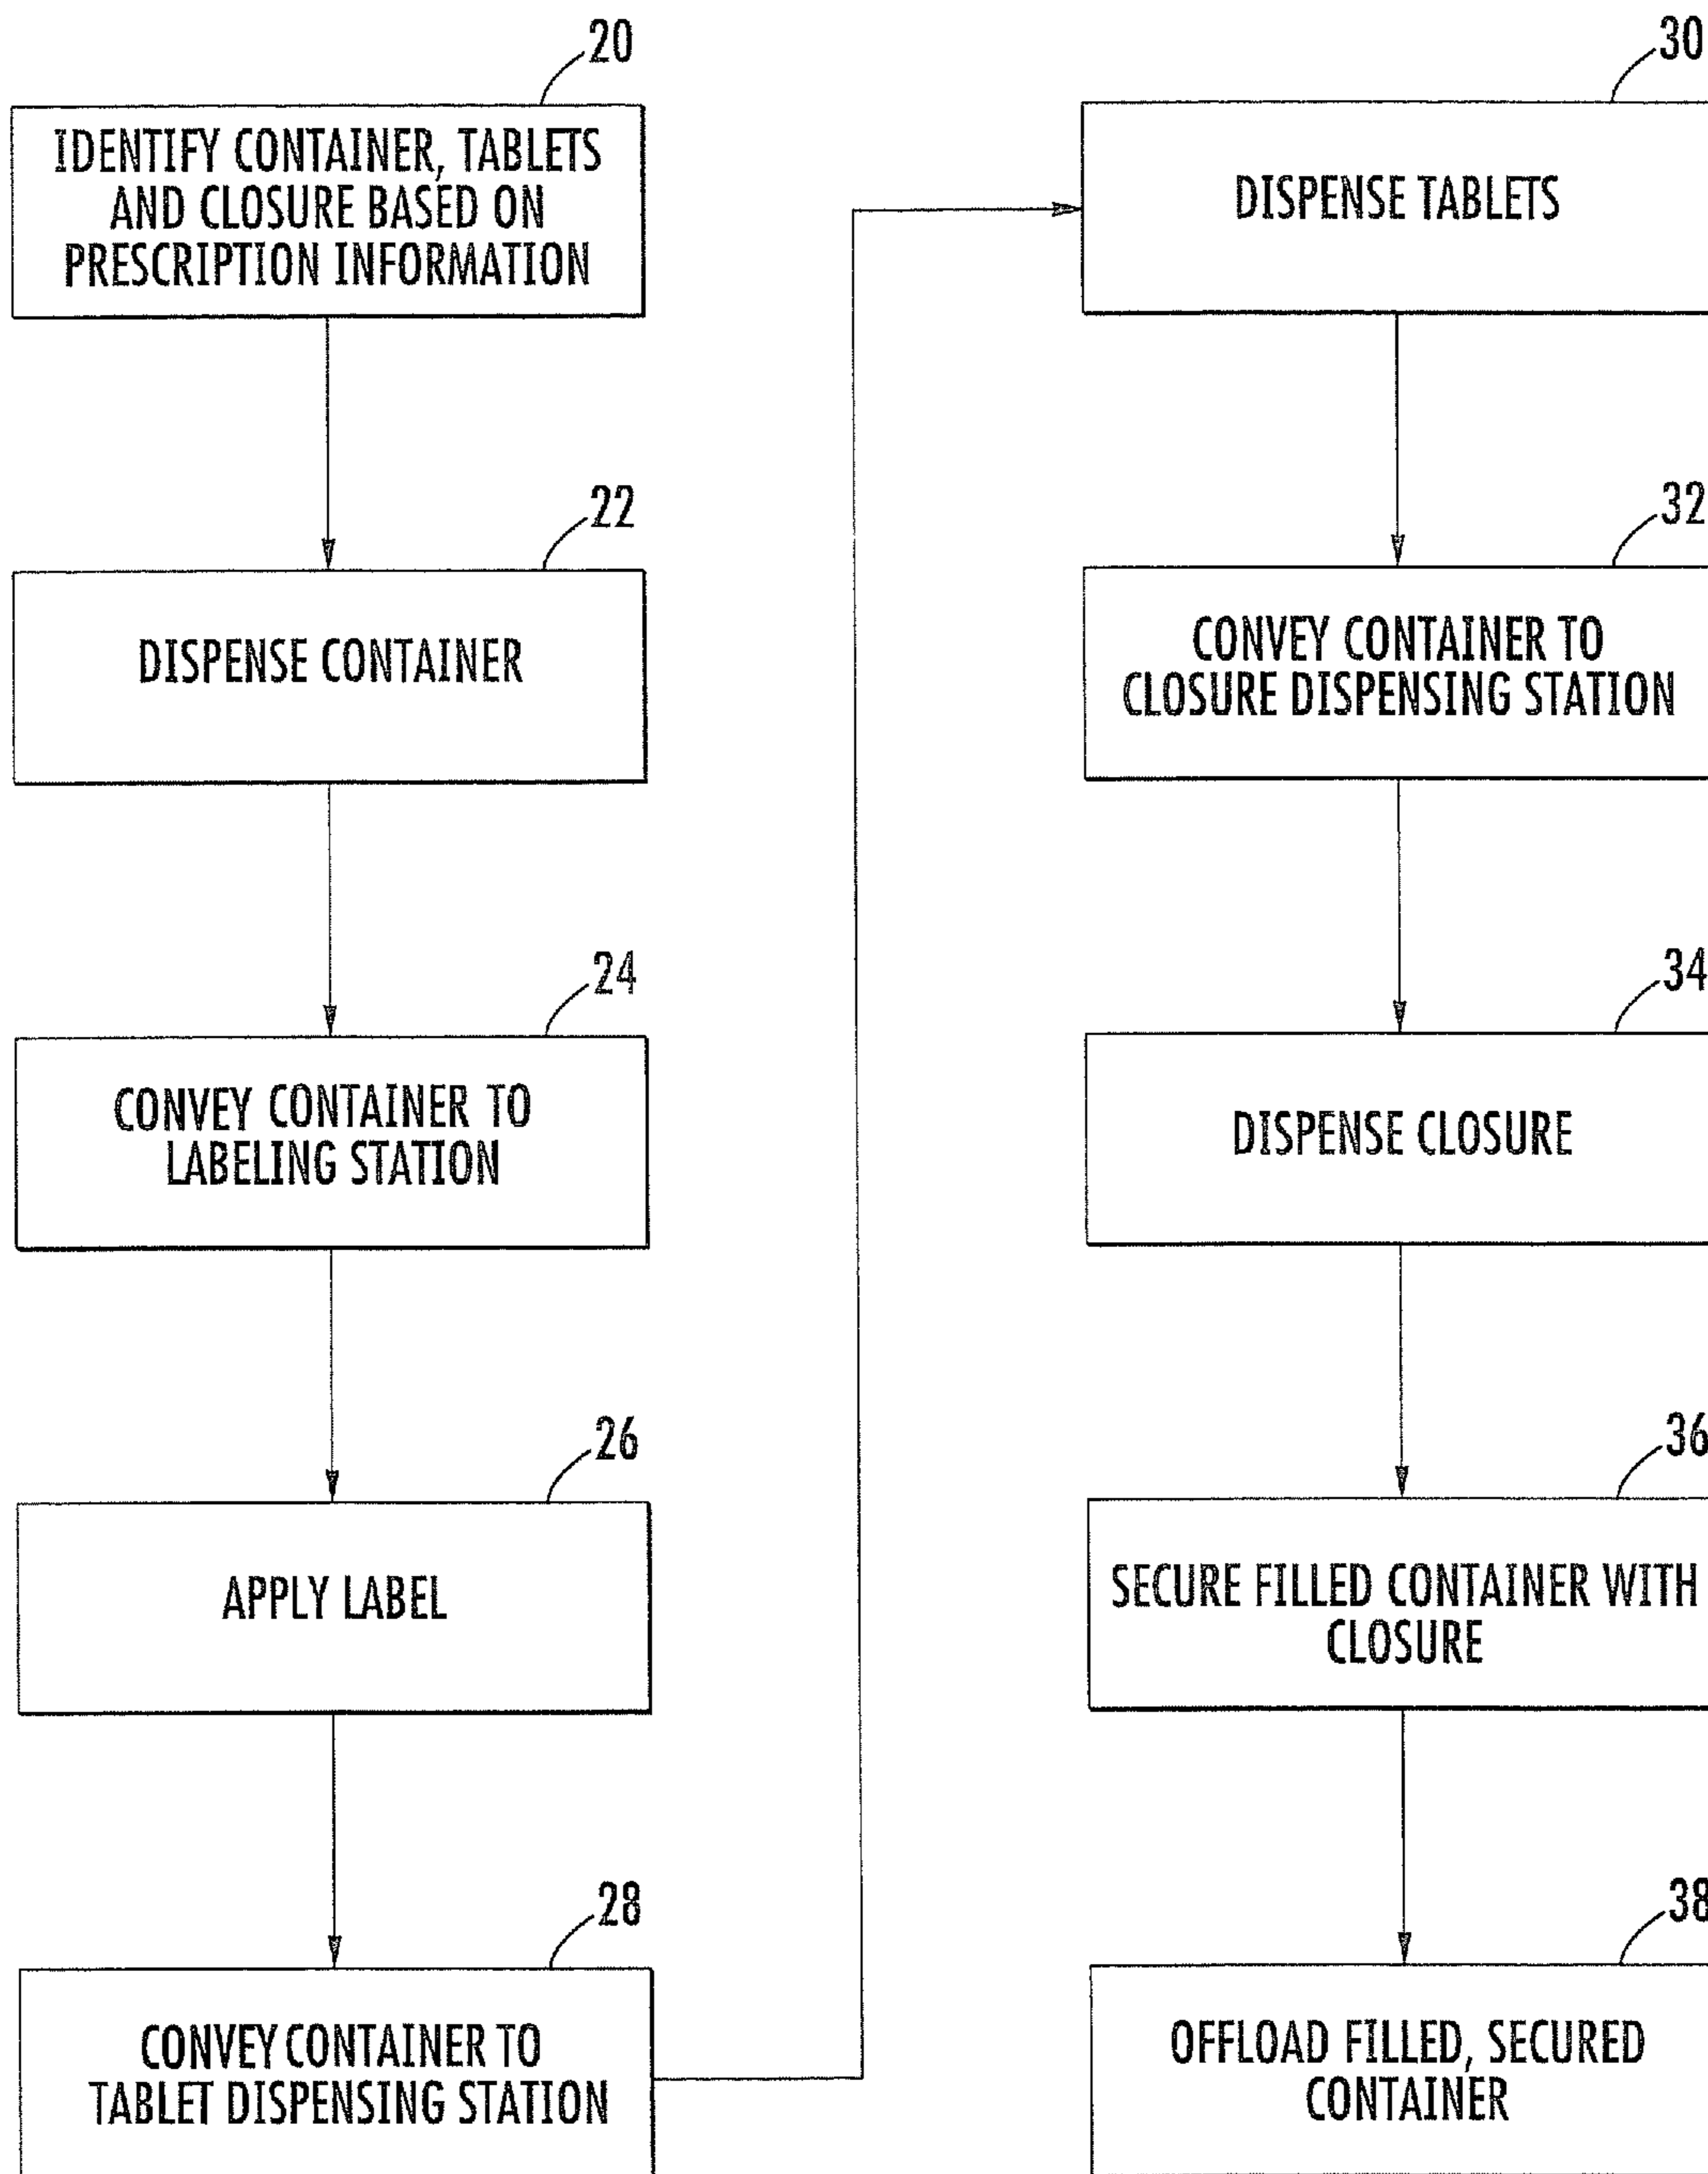 20
IDENTIFY CONTAINER, TABLETS
AND CLOSURE BASED ON
PRESCRIPTION INFORMATION
22
DISPENSE CONTAINER
24
CONVEY CONTAINER TO
LABELING STATION
26
APPLY LABEL
28
CONVEY CONTAINER TO
TABLET DISPENSING STATION
30
DISPENSE TABLETS
32
CONVEY CONTAINER TO
CLOSURE DISPENSING STATION
34
DISPENSE CLOSURE
36
SECURE FILLED CONTAINER WITH
CLOSURE
38
OFFLOAD FILLED, SECURED
CONTAINER